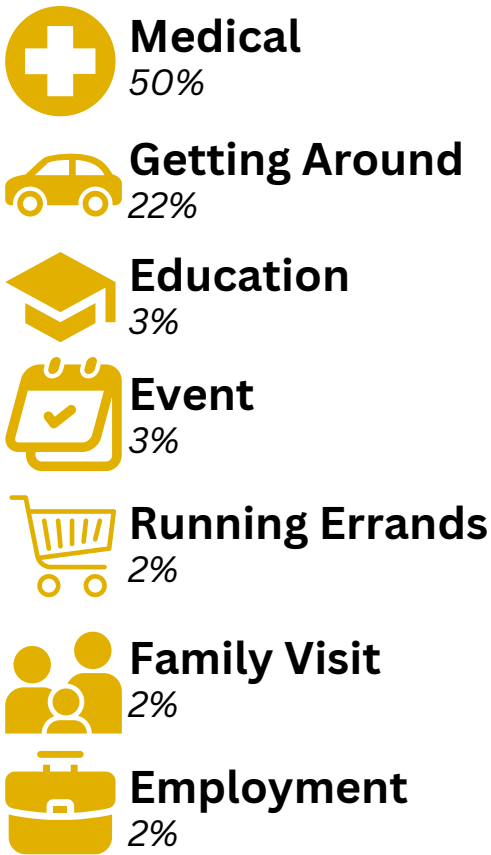 Medical
50%
Getting Around
22%
Education
3%
Event
3%
Running Errands
2%
Family Visit
2%
Employment
2%